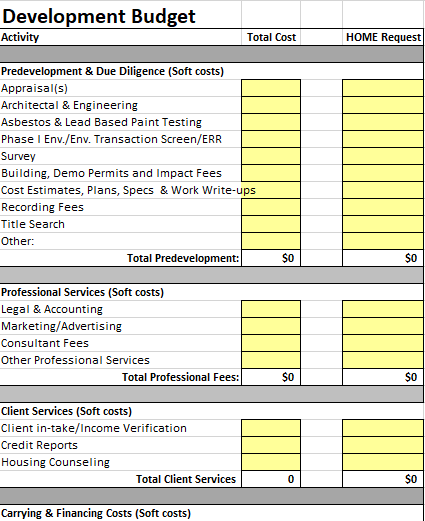 Development Budget
Activity Total Cost HOME Request
Predevelopment & Due Diligence (Soft costs)
Appraisal(s)
Architectal & Engineering
Asbestos & Lead Based Paint Testing
Phase I Env./Env. Transaction Screen/ERR
Survey
Building, Demo Permits and Impact Fees
Cost Estimates, Plans, Specs & Work Write-ups
Recording Fees
Title Search
Other:
Total Predevelopment: $0 $0
Professional Services (Soft costs)
Legal & Accounting
Marketing/Advertising
Consultant Fees
Other Professional Services
Total Professional Fees: $0 $0
Client Services (Soft costs)
Client in-take/Income Verification
Credit Reports
Housing Counseling
Total Client Services 0 $0
Carrying & Financing Costs (Soft costs)